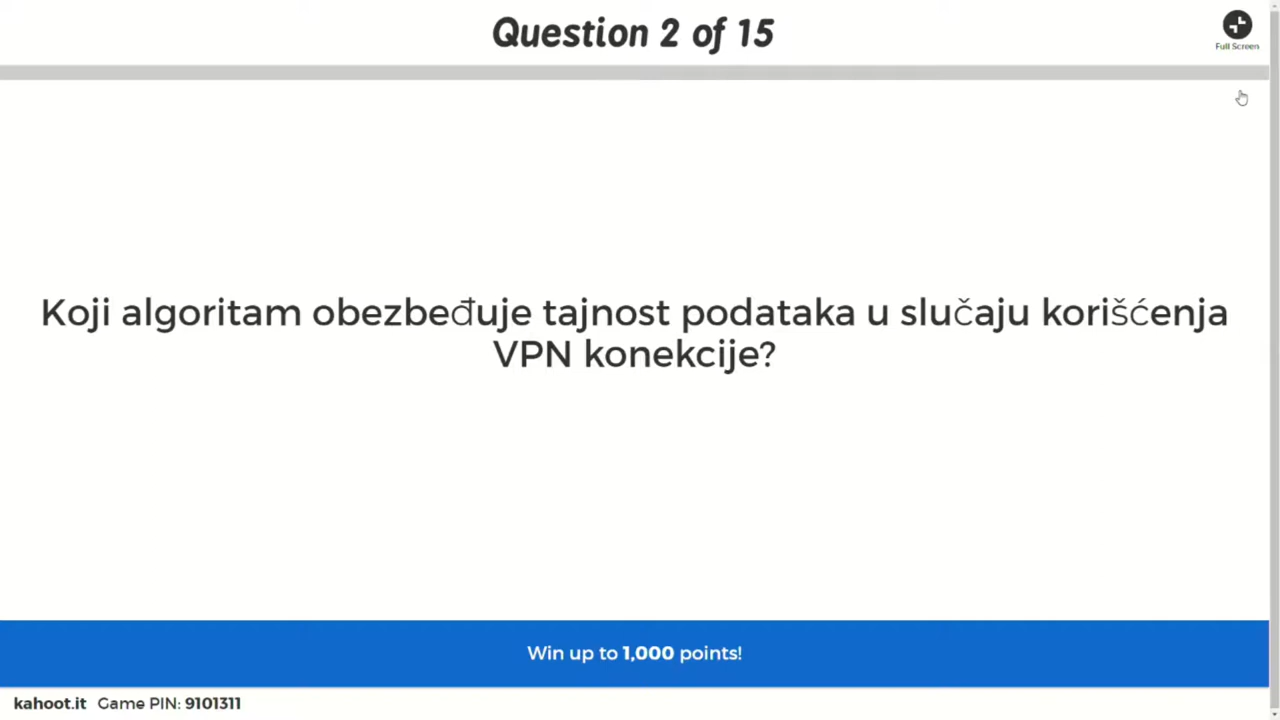 Question 2 of 15
Full Screen
Koji algoritam obezbeđuje tajnost podataka u slučaju korišćenja
VPN konekcije?
Win up to 1,000 points!
kahoot.it Game PIN: 9101311